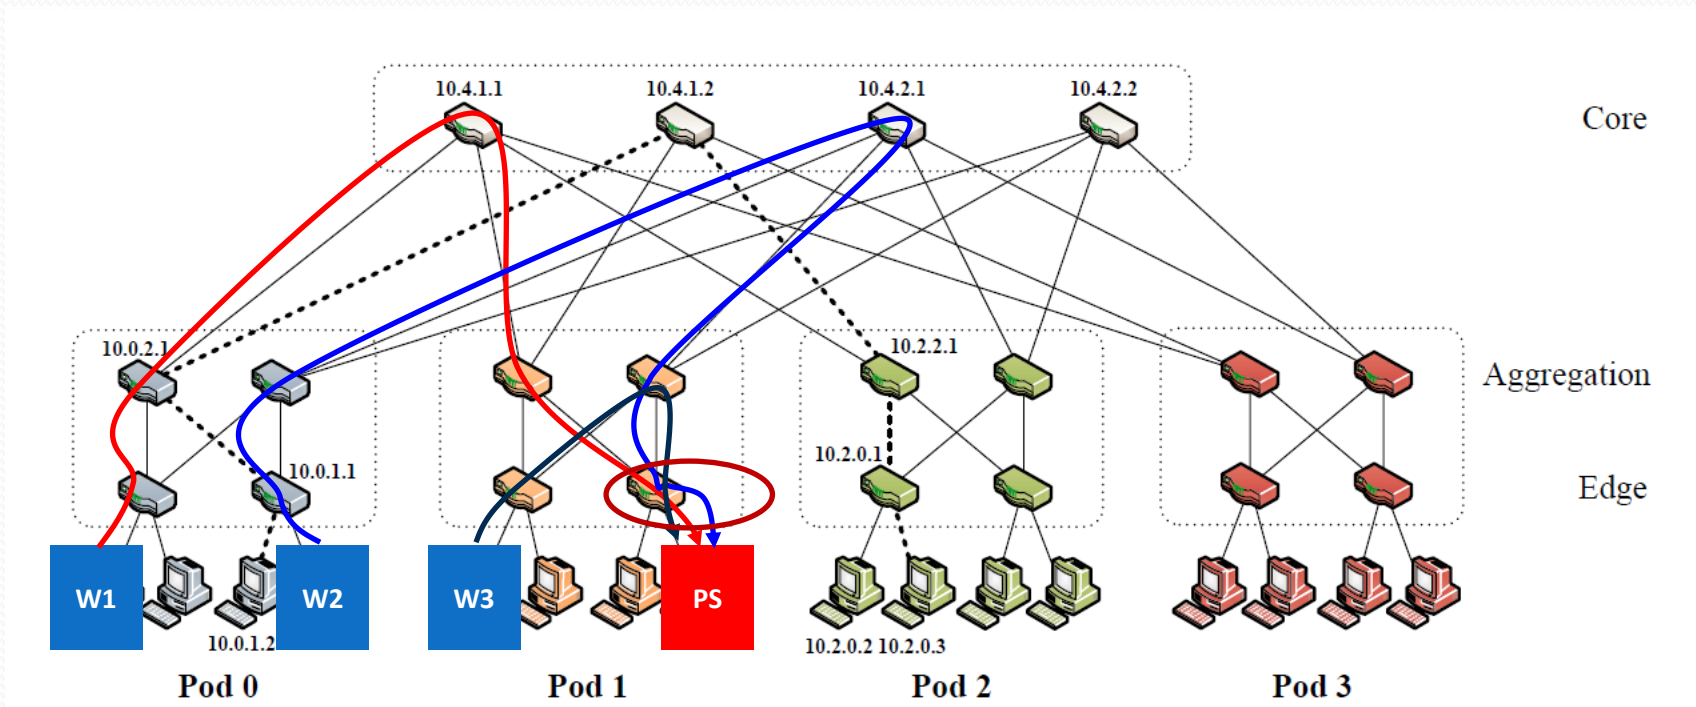 10.4.1.1 10.4.1.2 10.4.2.1 10.4.2.2
Core
10.0.2.1 10.2.2.1
Aggregation
10.0.1.1 10.2.0.1
Edge
W1 W2 W3 PS
10.0.1.2 10.2.0.2 10.2.0.3
Pod 0 Pod 1 Pod 2 Pod 3